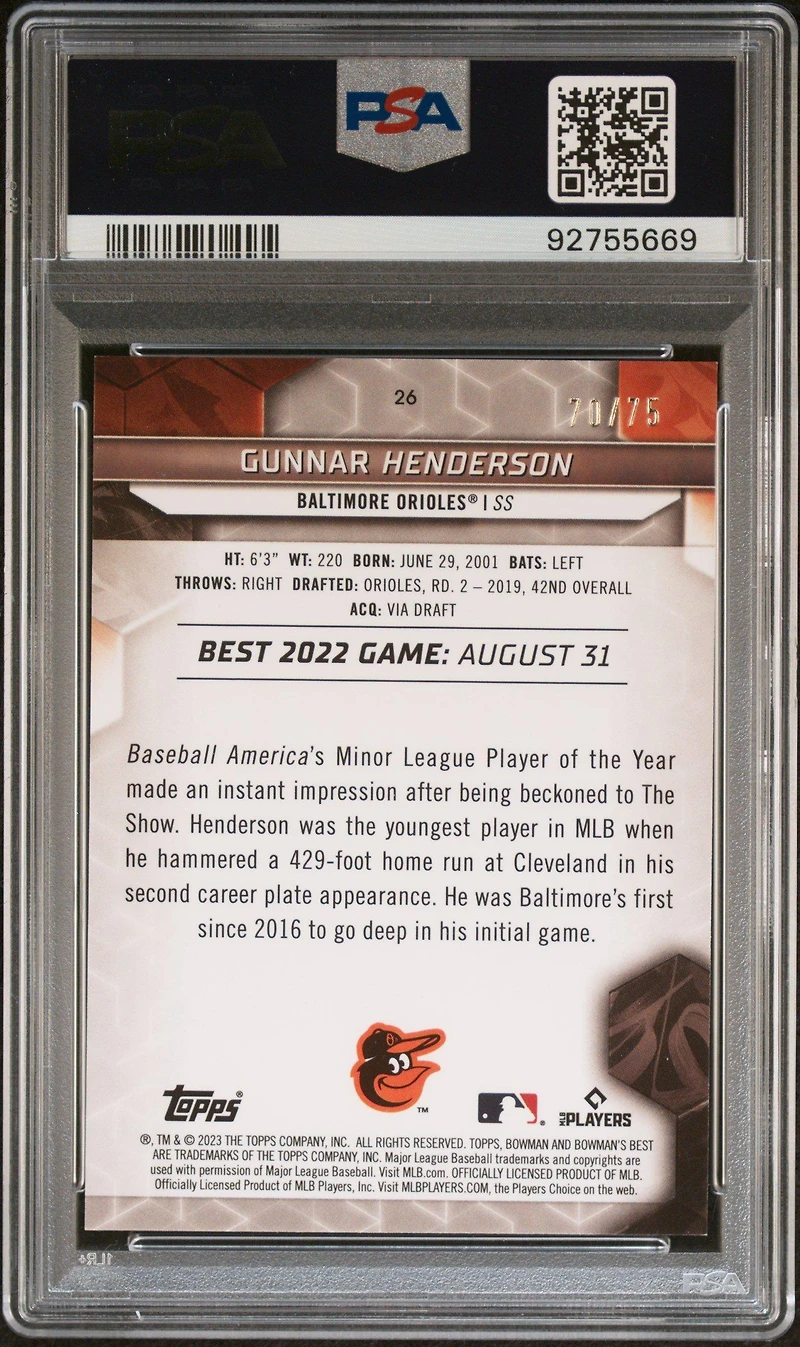 PSA
PSA
92755669
26
70/75
GUNNAR HENDERSON
BALTIMORE ORIOLES® | SS
HT: 6'3" WT: 220 BORN: JUNE 29, 2001 BATS: LEFT
THROWS: RIGHT DRAFTED: ORIOLES, RD. 2 – 2019, 42ND OVERALL
ACQ: VIA DRAFT
BEST 2022 GAME: AUGUST 31
Baseball America's Minor League Player of the Year
made an instant impression after being beckoned to The
Show. Henderson was the youngest player in MLB when
he hammered a 429-foot home run at Cleveland in his
second career plate appearance. He was Baltimore's first
since 2016 to go deep in his initial game.
TOPPS®
TM
MLB PLAYERS
®, TM & © 2023 THE TOPPS COMPANY, INC. ALL RIGHTS RESERVED. TOPPS, BOWMAN AND BOWMAN'S BEST
ARE TRADEMARKS OF THE TOPPS COMPANY, INC. Major League Baseball trademarks and copyrights are
used with permission of Major League Baseball. Visit MLB.com. OFFICIALLY LICENSED PRODUCT OF MLB.
Officially Licensed Product of MLB Players, Inc. Visit MLBPLAYERS.COM, the Players Choice on the web.
PSA